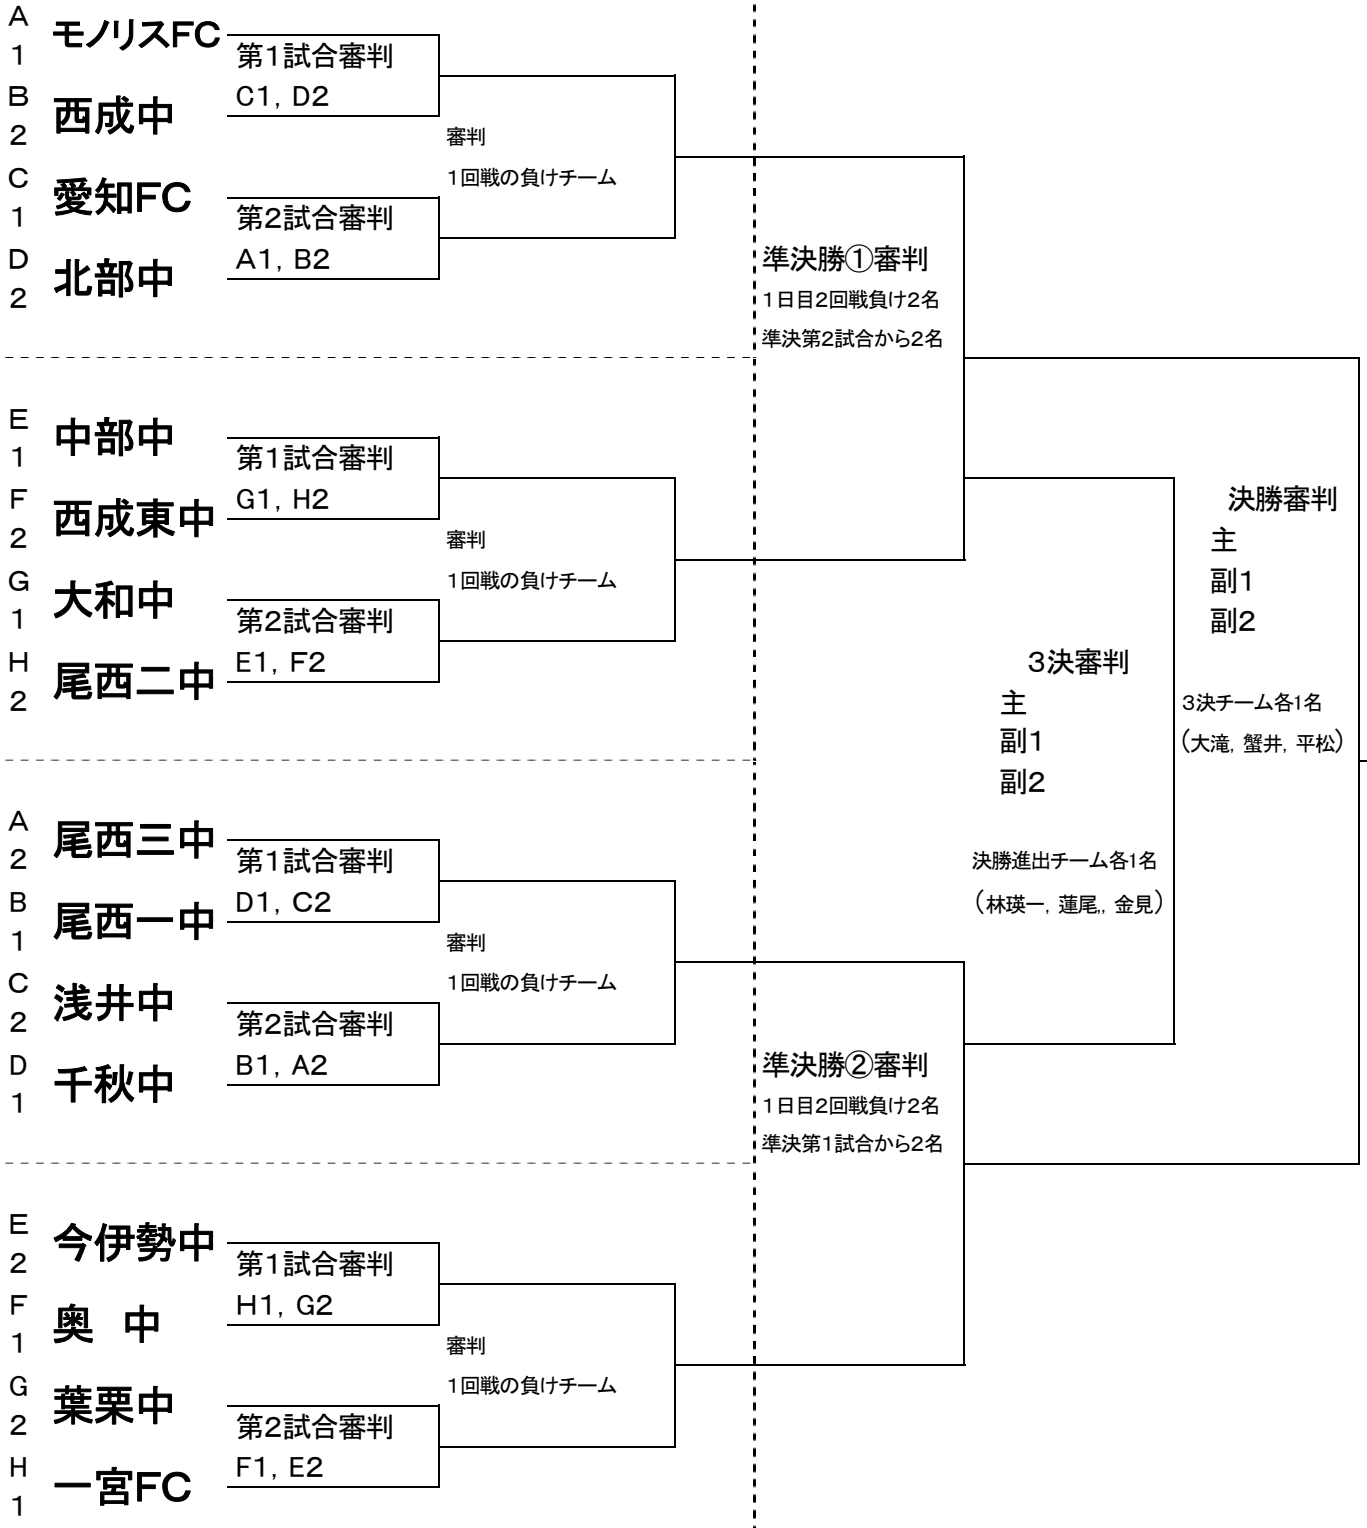 A
1
モノリスFC
第1試合審判
C1, D2
B
2
西成中
審判
1回戦の負けチーム
C
1
愛知FC
第2試合審判
A1, B2
D
2
北部中
準決勝①審判
1日目2回戦負け2名
準決第2試合から2名
E
1
中部中
第1試合審判
G1, H2
F
2
西成東中
審判
1回戦の負けチーム
G
1
大和中
第2試合審判
E1, F2
H
2
尾西二中
決勝審判
主
副1
副2
3決チーム各1名
(大滝, 蟹井, 平松)
3決審判
主
副1
副2
決勝進出チーム各1名
(林瑛一, 蓮尾,, 金見)
A
2
尾西三中
第1試合審判
D1, C2
B
1
尾西一中
審判
1回戦の負けチーム
C
2
浅井中
第2試合審判
B1, A2
D
1
千秋中
準決勝②審判
1日目2回戦負け2名
準決第1試合から2名
E
2
今伊勢中
第1試合審判
H1, G2
F
1
奥 中
審判
1回戦の負けチーム
G
2
葉栗中
第2試合審判
F1, E2
H
1
一宮FC